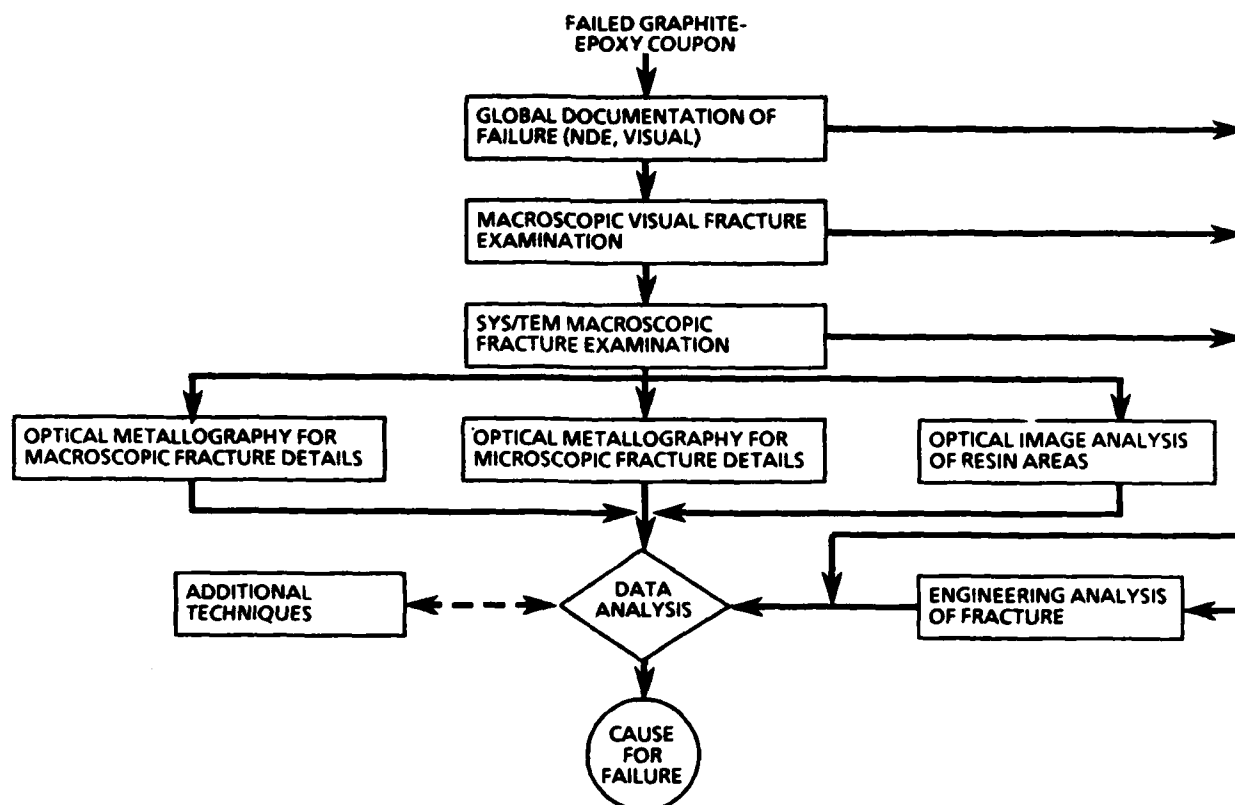 FAILED GRAPHITE-
EPOXY COUPON
GLOBAL DOCUMENTATION OF
FAILURE (NDE, VISUAL)
MACROSCOPIC VISUAL FRACTURE
EXAMINATION
SYS/TEM MACROSCOPIC
FRACTURE EXAMINATION
OPTICAL METALLOGRAPHY FOR
MACROSCOPIC FRACTURE DETAILS
OPTICAL METALLOGRAPHY FOR
MICROSCOPIC FRACTURE DETAILS
OPTICAL IMAGE ANALYSIS
OF RESIN AREAS
ADDITIONAL
TECHNIQUES
DATA
ANALYSIS
ENGINEERING ANALYSIS
OF FRACTURE
CAUSE
FOR
FAILURE